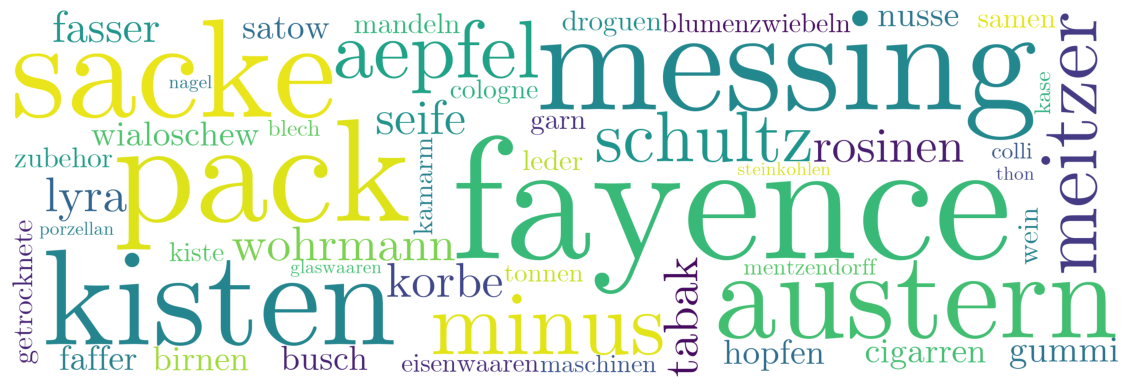 fasser
satow
mandeln
droguen
blumenzwiebeln
nusse
samen
sacke
nagel
aepfel
cologne
messing
kase
meitzer
wialoschew
blech
seife
garn
schultz
rosinen
colli
thon
zubehor
pack
kamarm
leder
steinkohlen
lyra
fayence
wein
porzellan
getrocknete
kiste
wohrmann
glaswaaren
korbe
tonnen
mentzendorff
kisten
minus
tabak
austern
faffer
birnen
busch
eisenwaaren
maschinen
hopfen
cigarren
gummi